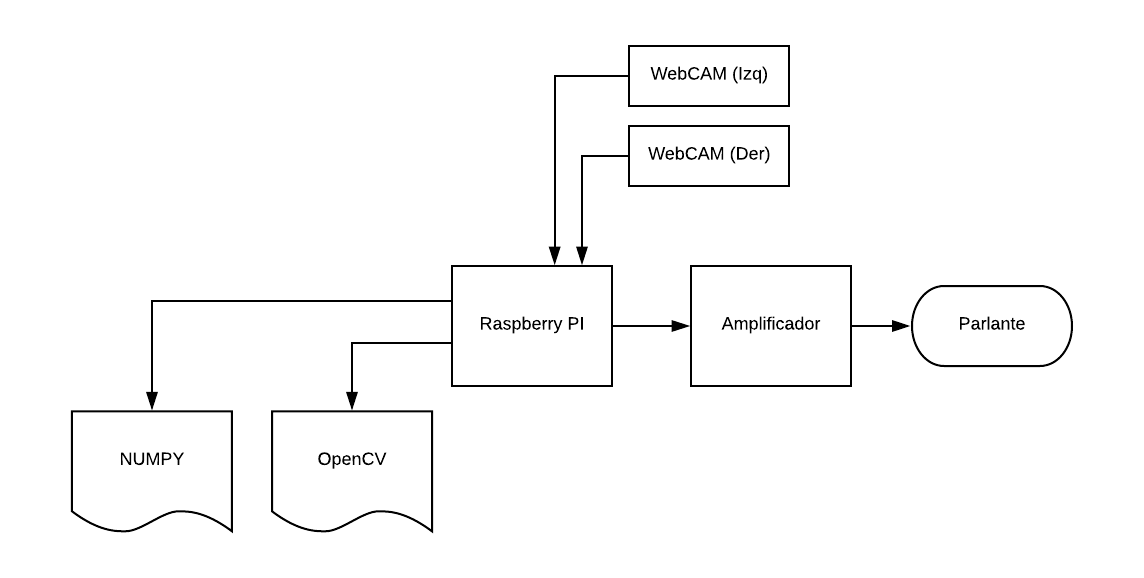 WebCAM (Izq)
WebCAM (Der)
Raspberry PI
Amplificador
Parlante
NUMPY
OpenCV